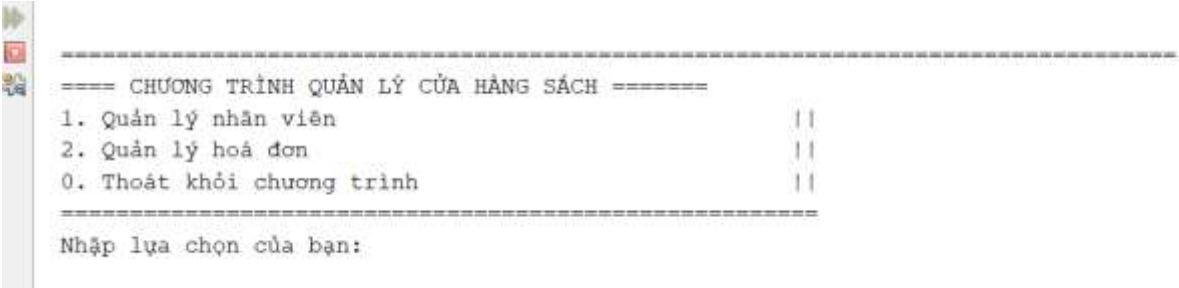 =================================================================================
==== CHƯƠNG TRÌNH QUẢN LÝ CỬA HÀNG SÁCH =======
1. Quản lý nhân viên                                 ||
2. Quản lý hoá đơn                                   ||
0. Thoát khỏi chương trình                           ||
=======================================================
Nhập lựa chọn của bạn: